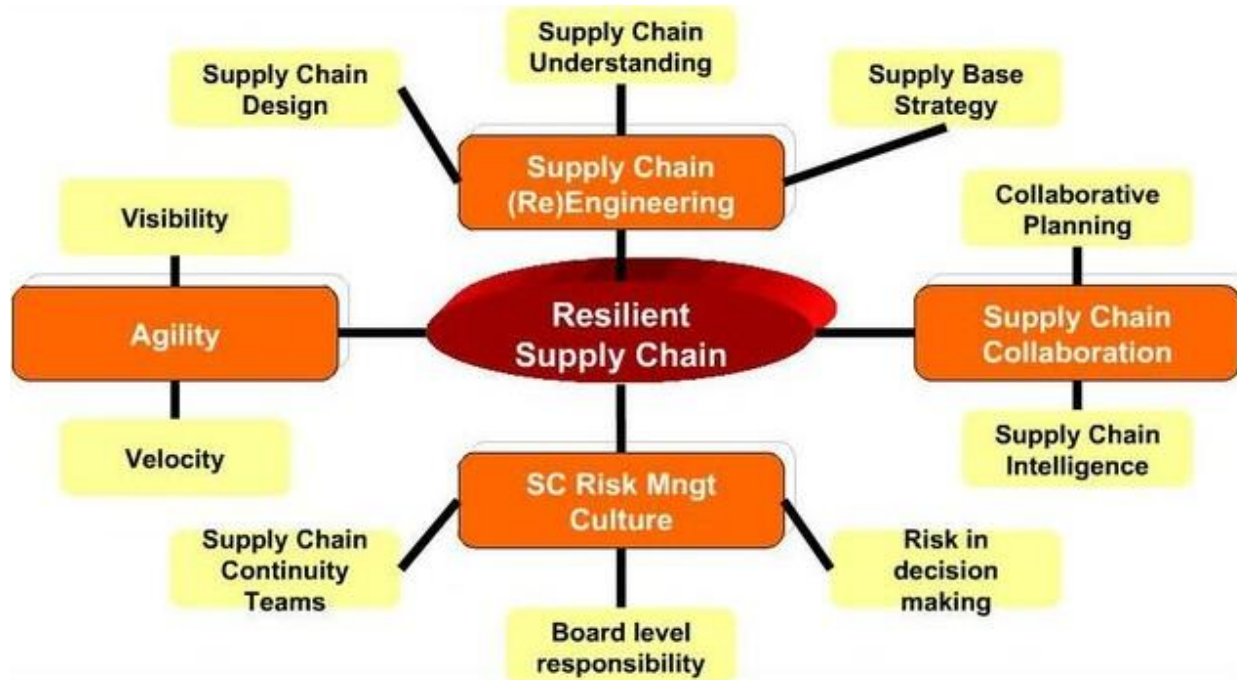 Supply Chain
Understanding
Supply Chain
Design
Supply Base
Strategy
Supply Chain
(Re)Engineering
Visibility
Collaborative
Planning
Agility
Resilient
Supply Chain
Supply Chain
Collaboration
Velocity
Supply Chain
Intelligence
SC Risk Mngt
Culture
Supply Chain
Continuity
Teams
Risk in
decision
making
Board level
responsibility